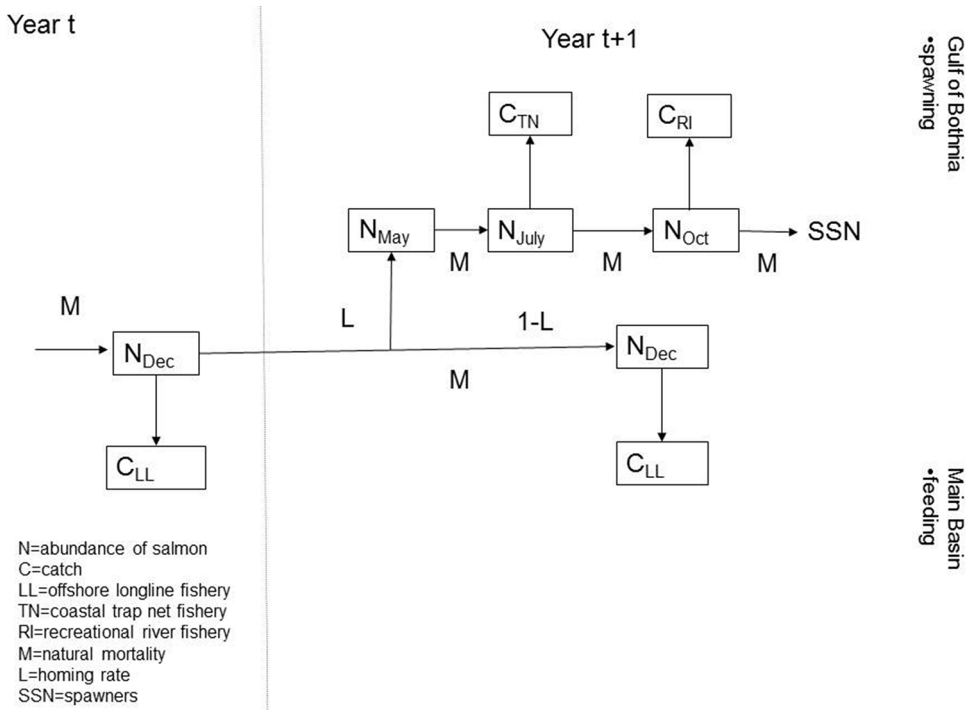 Year t
Year t+1
Gulf of Bothnia
•spawning
C_TN
C_RI
N_May
N_July
N_Oct
SSN
M
M
M
M
L
1-L
N_Dec
N_Dec
M
C_LL
C_LL
Main Basin
•feeding
N=abundance of salmon
C=catch
LL=offshore longline fishery
TN=coastal trap net fishery
RI=recreational river fishery
M=natural mortality
L=homing rate
SSN=spawners